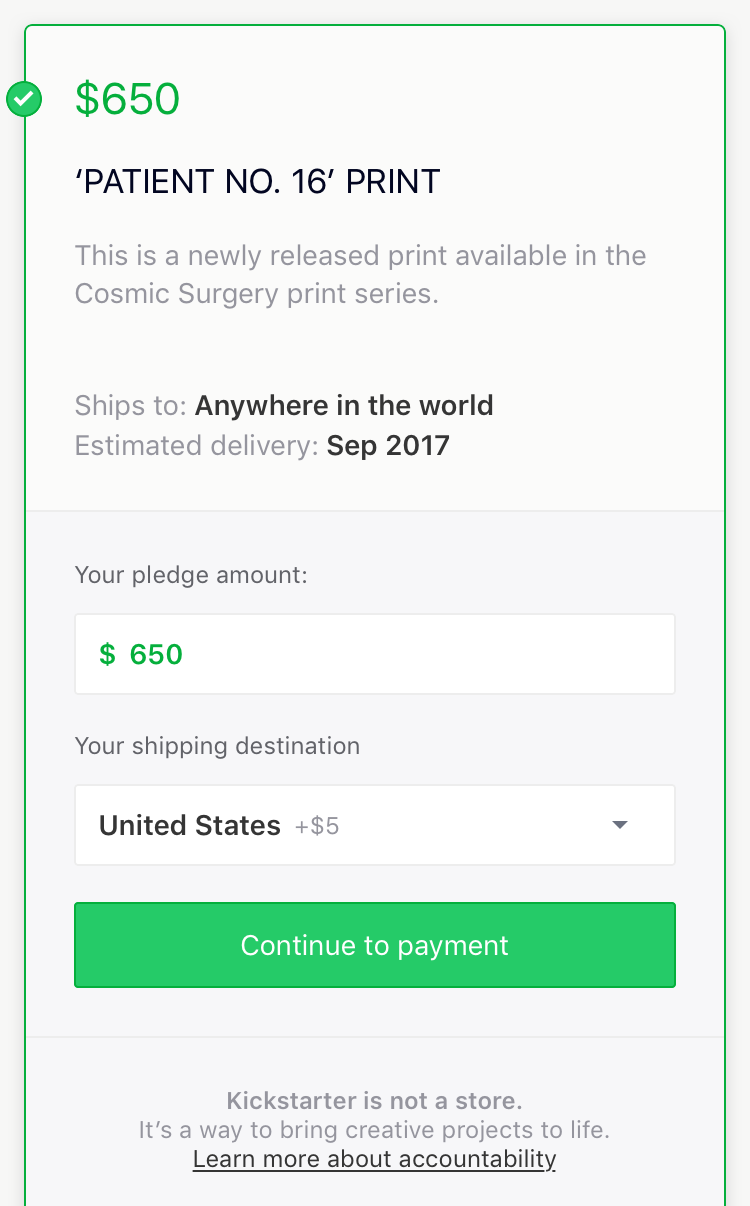 $650
‘PATIENT NO. 16’ PRINT
This is a newly released print available in the
Cosmic Surgery print series.
Ships to: Anywhere in the world
Estimated delivery: Sep 2017
Your pledge amount:
$ 650
Your shipping destination
United States +$5
Continue to payment
Kickstarter is not a store.
It’s a way to bring creative projects to life.
Learn more about accountability